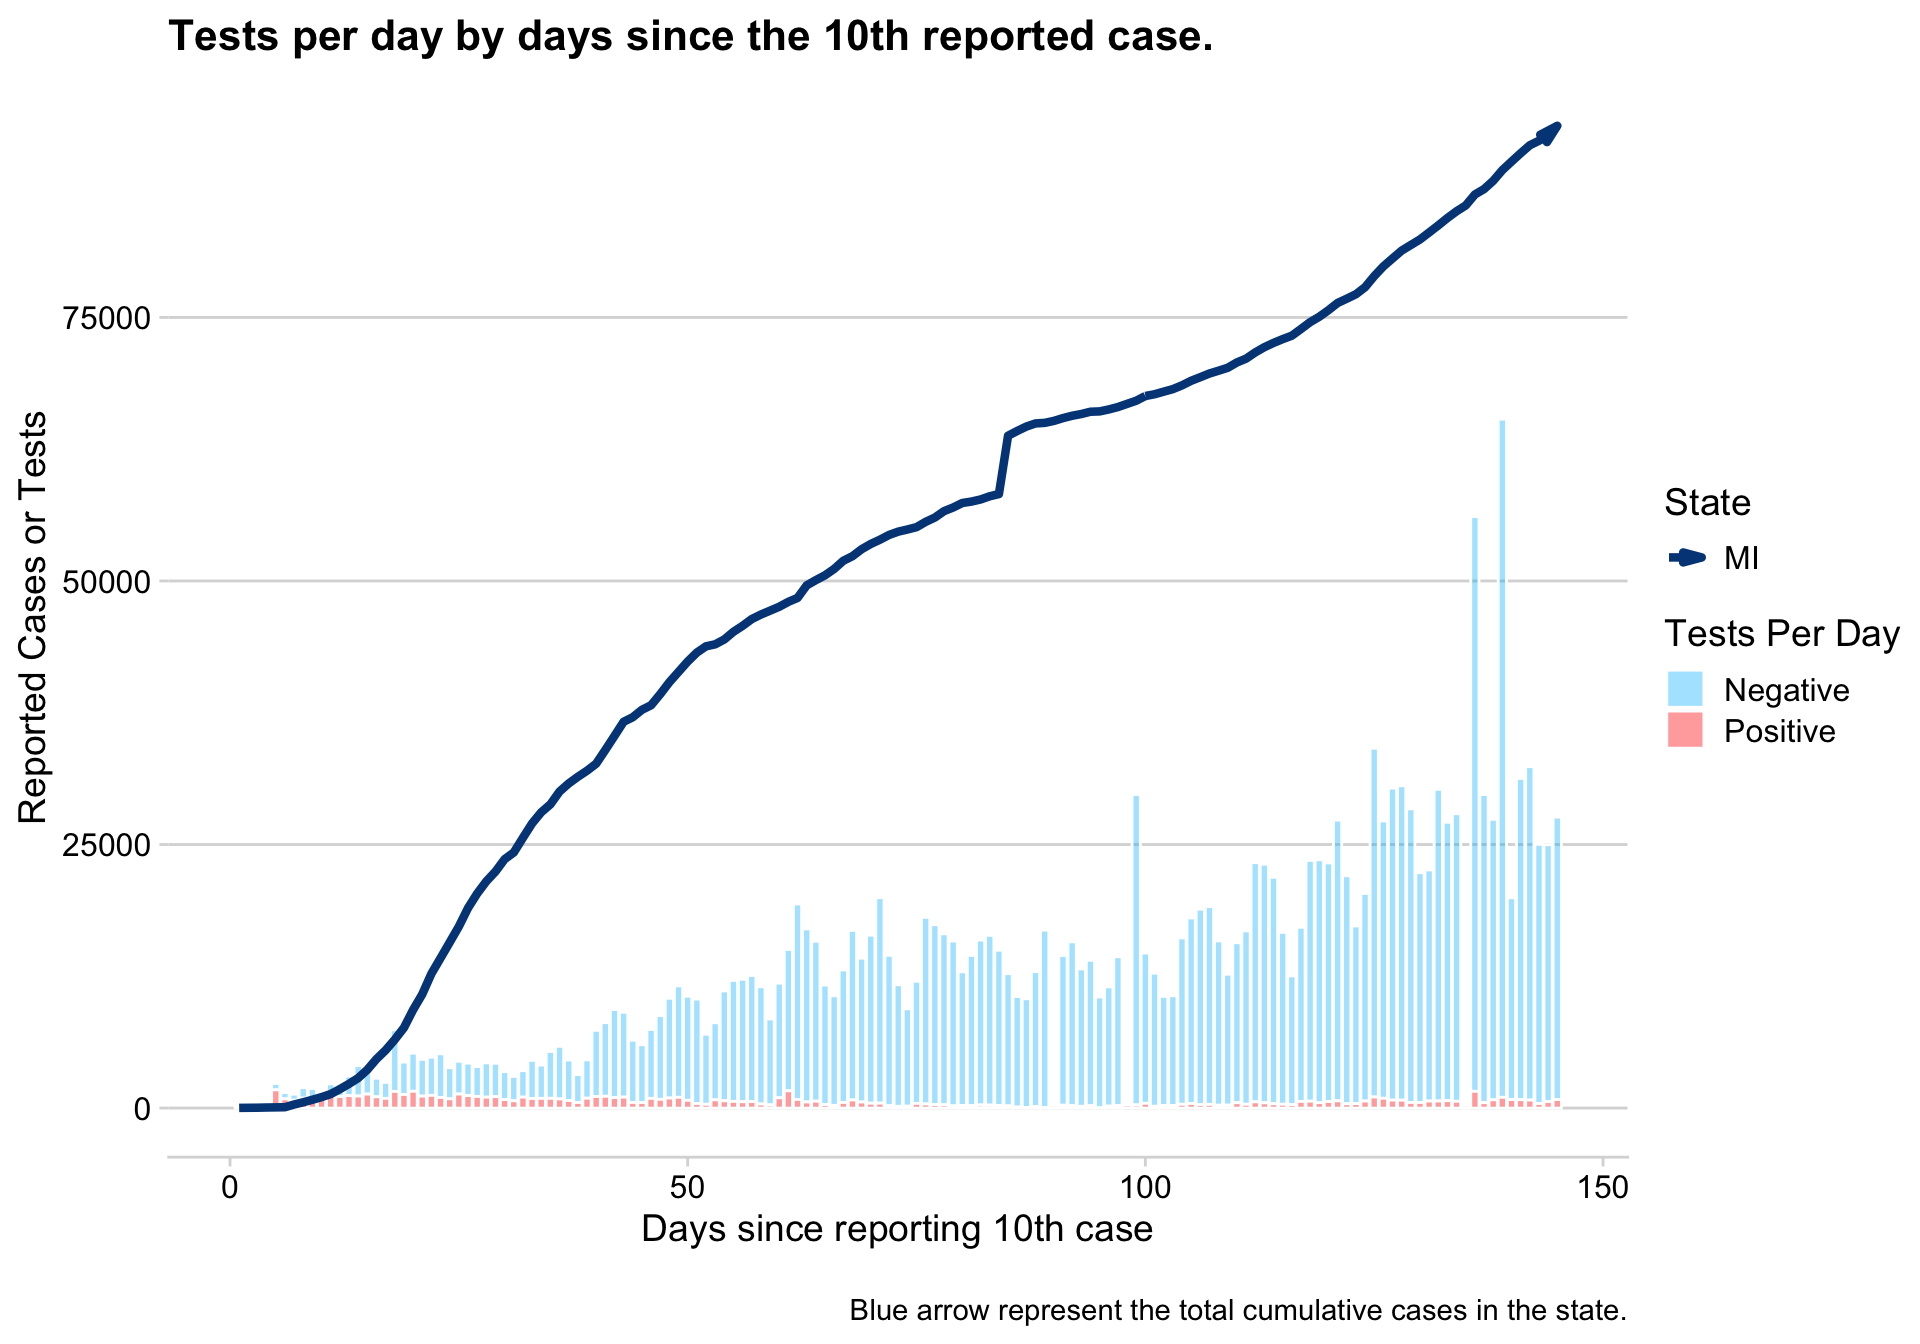 Tests per day by days since the 10th reported case.
Reported Cases or Tests
75000
50000
25000
0
0
50
100
150
Days since reporting 10th case
State
MI
Tests Per Day
Negative
Positive
Blue arrow represent the total cumulative cases in the state.